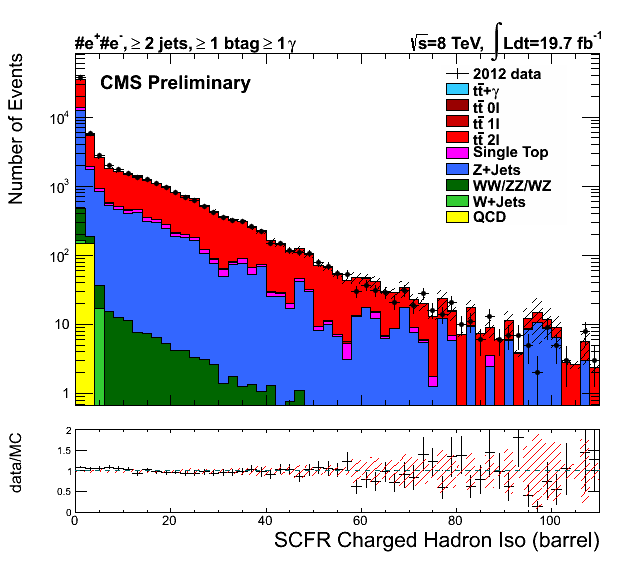 #e⁺#e⁻, ≥ 2 jets, ≥ 1 btag ≥ 1γ
√s=8 TeV, ∫Ldt=19.7 fb⁻¹
CMS Preliminary
2012 data
tt̄+γ
tt̄ 0l
tt̄ 1l
tt̄ 2l
Single Top
Z+Jets
WW/ZZ/WZ
W+Jets
QCD
Number of Events
10⁴
10³
10²
10
1
data/MC
2
1.5
1
0.5
0
0 20 40 60 80 100
SCFR Charged Hadron Iso (barrel)